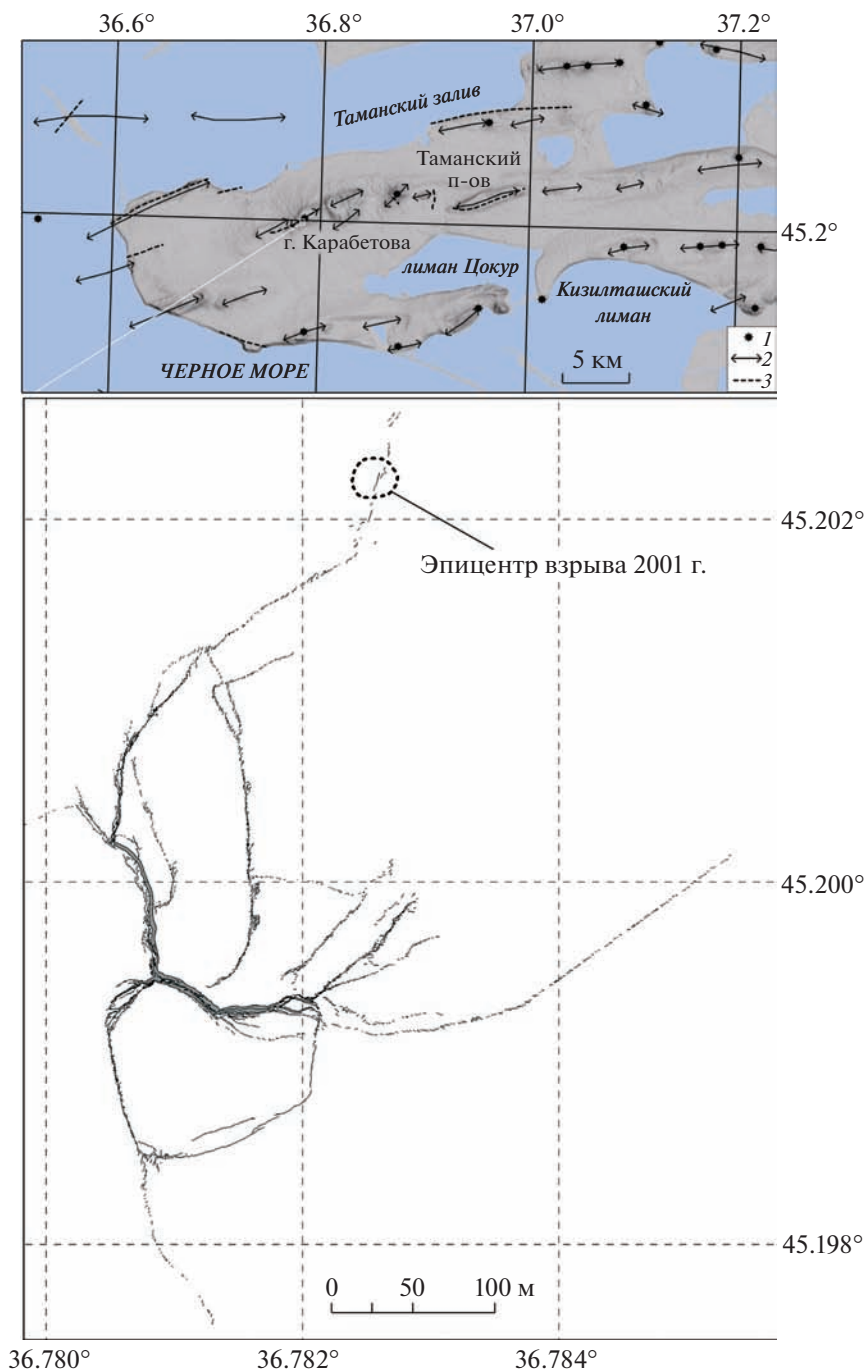 36.6° 36.8° 37.0° 37.2°
Таманский залив
Таманский
п-ов
г. Карабетова
45.2°
лиман Цокур
Кизилташский
лиман
ЧЕРНОЕ МОРЕ
5 км
1
2
3
45.202°
Эпицентр взрыва 2001 г.
45.200°
45.198°
0 50 100 м
36.780° 36.782° 36.784°